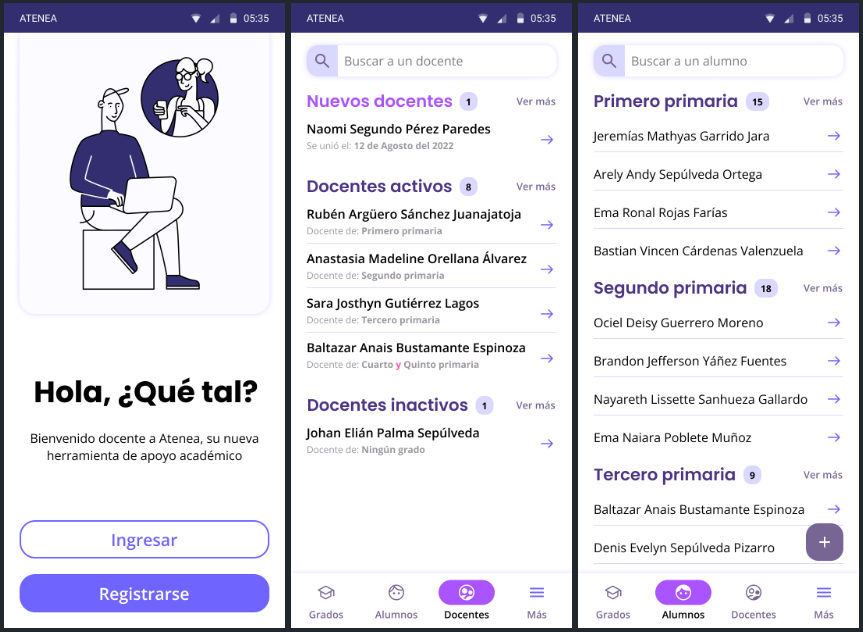 ATENEA
05:35
Hola, ¿Qué tal?
Bienvenido docente a Atenea, su nueva
herramienta de apoyo académico
Ingresar
Registrarse
ATENEA
05:35
Buscar a un docente
Nuevos docentes 1 Ver más
Naomi Segundo Pérez Paredes
Se unió el: 12 de Agosto del 2022
Docentes activos 8 Ver más
Rubén Argüero Sánchez Juanajatoja
Docente de: Primero primaria
Anastasia Madeline Orellana Álvarez
Docente de: Segundo primaria
Sara Josthyn Gutiérrez Lagos
Docente de: Tercero primaria
Baltazar Anais Bustamante Espinoza
Docente de: Cuarto y Quinto primaria
Docentes inactivos 1 Ver más
Johan Elián Palma Sepúlveda
Docente de: Ningún grado
Grados Alumnos Docentes Más
ATENEA
05:35
Buscar a un alumno
Primero primaria 15 Ver más
Jeremías Mathyas Garrido Jara
Arely Andy Sepúlveda Ortega
Ema Ronal Rojas Farías
Bastian Vincen Cárdenas Valenzuela
Segundo primaria 18 Ver más
Ociel Deisy Guerrero Moreno
Brandon Jefferson Yáñez Fuentes
Nayareth Lissette Sanhueza Gallardo
Ema Naiara Poblete Muñoz
Tercero primaria 9 Ver más
Baltazar Anais Bustamante Espinoza
Denis Evelyn Sepúlveda Pizarro
+
Grados Alumnos Docentes Más